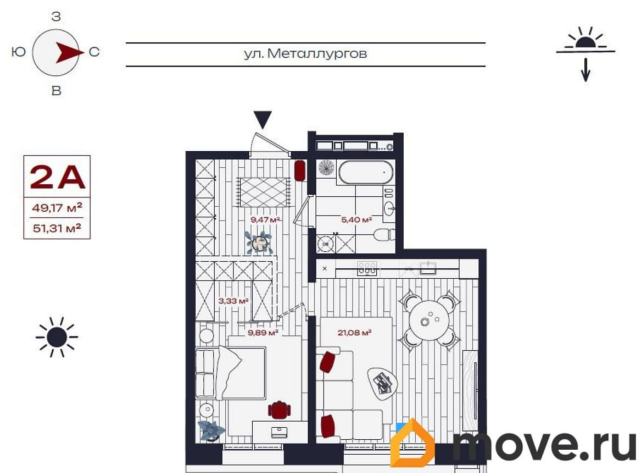 З
Ю
С
В
ул. Металлургов
2А
49,17 м²
51,31 м²
9,47 м²
5,40 м²
3,33 м²
9,89 м²
21,08 м²
move.ru